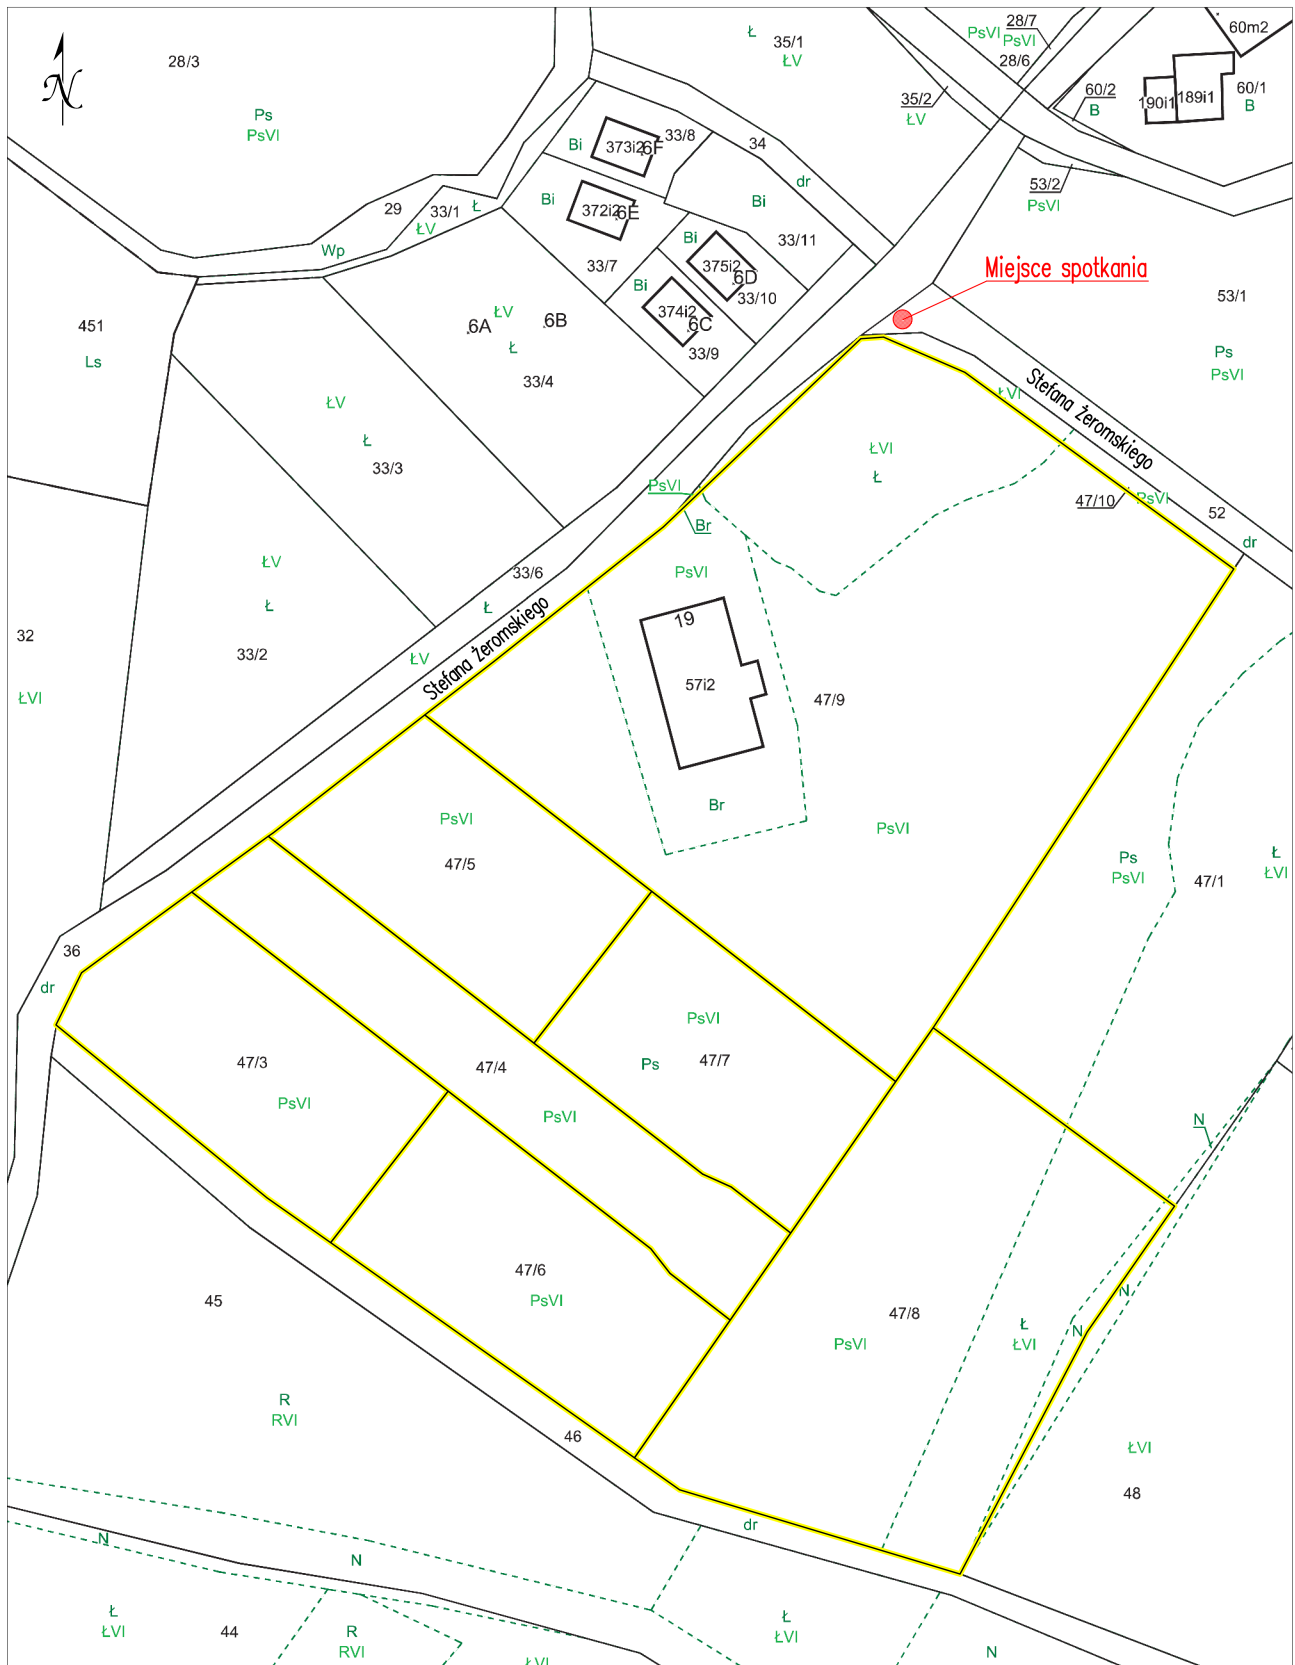 N
28/3
Ps
PsVI
Ł
35/1
ŁV
28/7
PsVI
PsVI
28/6
60m2
35/2
ŁV
60/2
B
190i1
189i1
60/1
B
Bi
373i2
6F
33/8
34
dr
53/2
PsVI
29
33/1
Ł
ŁV
Wp
Bi
372i2
6E
33/7
Bi
33/11
Bi
375i2
6D
33/10
Bi
374i2
6C
33/9
Miejsce spotkania
53/1
Ps
PsVI
451
Ls
6A
ŁV
6B
Ł
33/4
ŁV
Ł
33/3
Stefana Żeromskiego
ŁVI
ŁVI
Ł
PsVI
Br
47/10
PsVI
52
dr
ŁV
Ł
33/2
33/6
Ł
ŁV
Stefana Żeromskiego
32
ŁVI
PsVI
19
57i2
47/9
Br
PsVI
PsVI
47/5
Ps
PsVI
47/1
Ł
ŁVI
36
dr
PsVI
Ps
47/7
47/3
PsVI
47/4
PsVI
N
47/6
PsVI
45
47/8
PsVI
Ł
ŁVI
N
N
R
RVI
46
ŁVI
48
dr
N
N
Ł
ŁVI
44
R
RVI
ŁVI
Ł
ŁVI
N